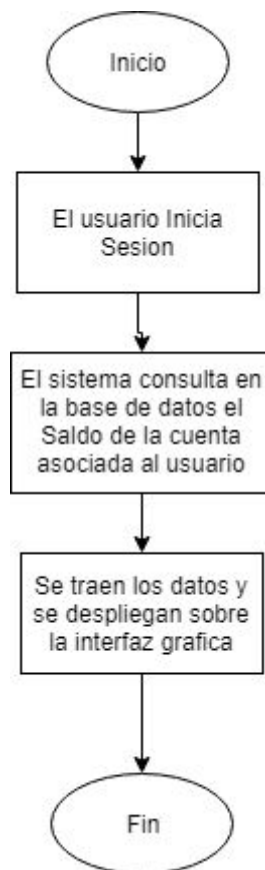 Inicio
El usuario Inicia
Sesion
El sistema consulta en
la base de datos el
Saldo de la cuenta
asociada al usuario
Se traen los datos y
se despliegan sobre
la interfaz grafica
Fin